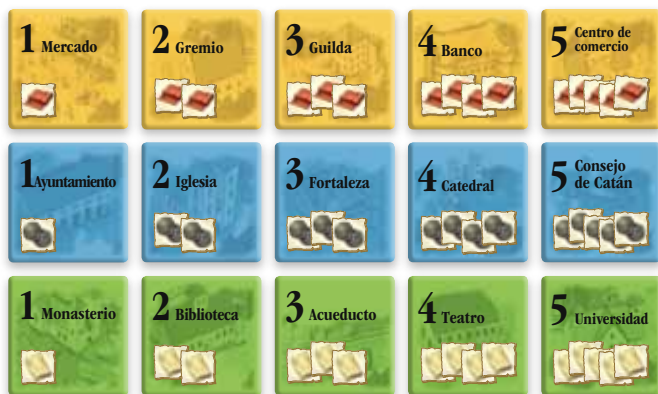 1 Mercado
2 Gremio
3 Guilda
4 Banco
5 Centro de
comercio
1 Ayuntamiento
2 Iglesia
3 Fortaleza
4 Catedral
5 Consejo
de Catán
1 Monasterio
2 Biblioteca
3 Acueducto
4 Teatro
5 Universidad